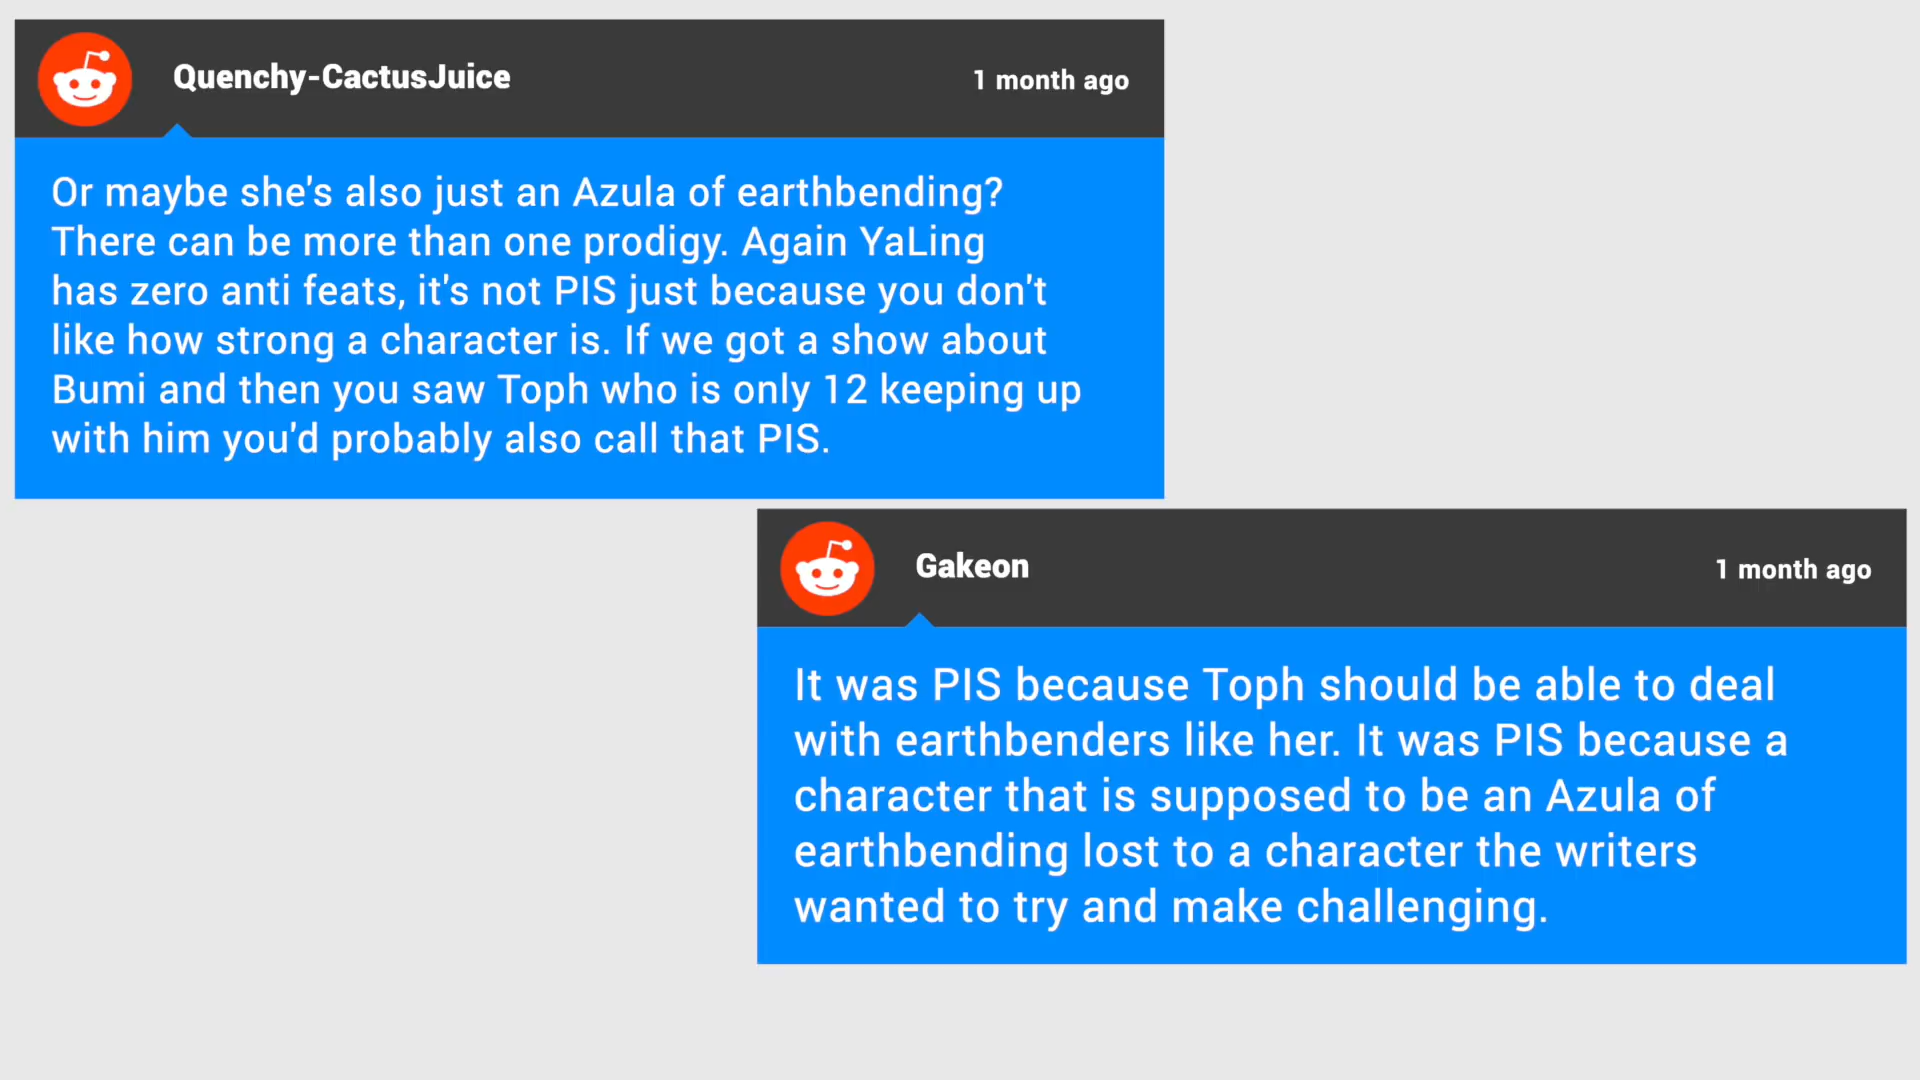 Quenchy-CactusJuice
1 month ago
Or maybe she's also just an Azula of earthbending?
There can be more than one prodigy. Again YaLing
has zero anti feats, it's not PIS just because you don't
like how strong a character is. If we got a show about
Bumi and then you saw Toph who is only 12 keeping up
with him you'd probably also call that PIS.
Gakeon
1 month ago
It was PIS because Toph should be able to deal
with earthbenders like her. It was PIS because a
character that is supposed to be an Azula of
earthbending lost to a character the writers
wanted to try and make challenging.